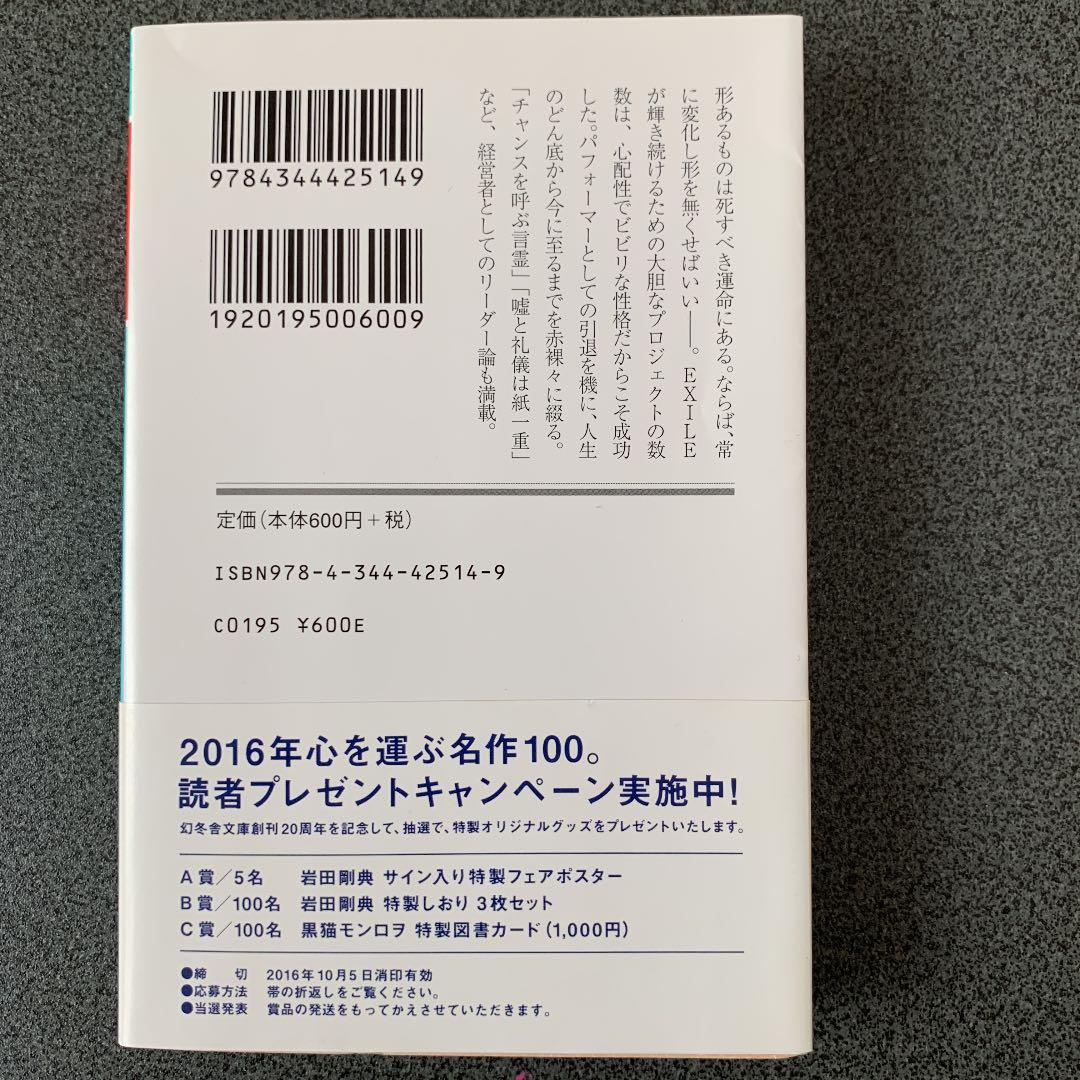 9784344425149
1920195006009
形あるものは死すべき運命にある。ならば、常
に変化し形を無くせばいい――。EXILE
が輝き続けるための大胆なプロジェクトの数
数は、心配性でビビリな性格だからこそ成功
した。パフォーマーとしての引退を機に、人生
のどん底から今に至るまでを赤裸々に綴る。
「チャンスを呼ぶ言霊」「嘘と礼儀は紙一重」
など、経営者としてのリーダー論も満載。
定価(本体600円+税)
ISBN978-4-344-42514-9
C0195 ¥600E
2016年心を運ぶ名作100。
読者プレゼントキャンペーン実施中!
幻冬舎文庫創刊20周年を記念して、抽選で、特製オリジナルグッズをプレゼントいたします。
A賞/5名 岩田剛典 サイン入り特製フェアポスター
B賞/100名 岩田剛典 特製しおり 3枚セット
C賞/100名 黒猫モンロヲ 特製図書カード(1,000円)
●締 切 2016年10月5日消印有効
●応募方法 帯の折返しをご覧ください。
●当選発表 賞品の発送をもってかえさせていただきます。